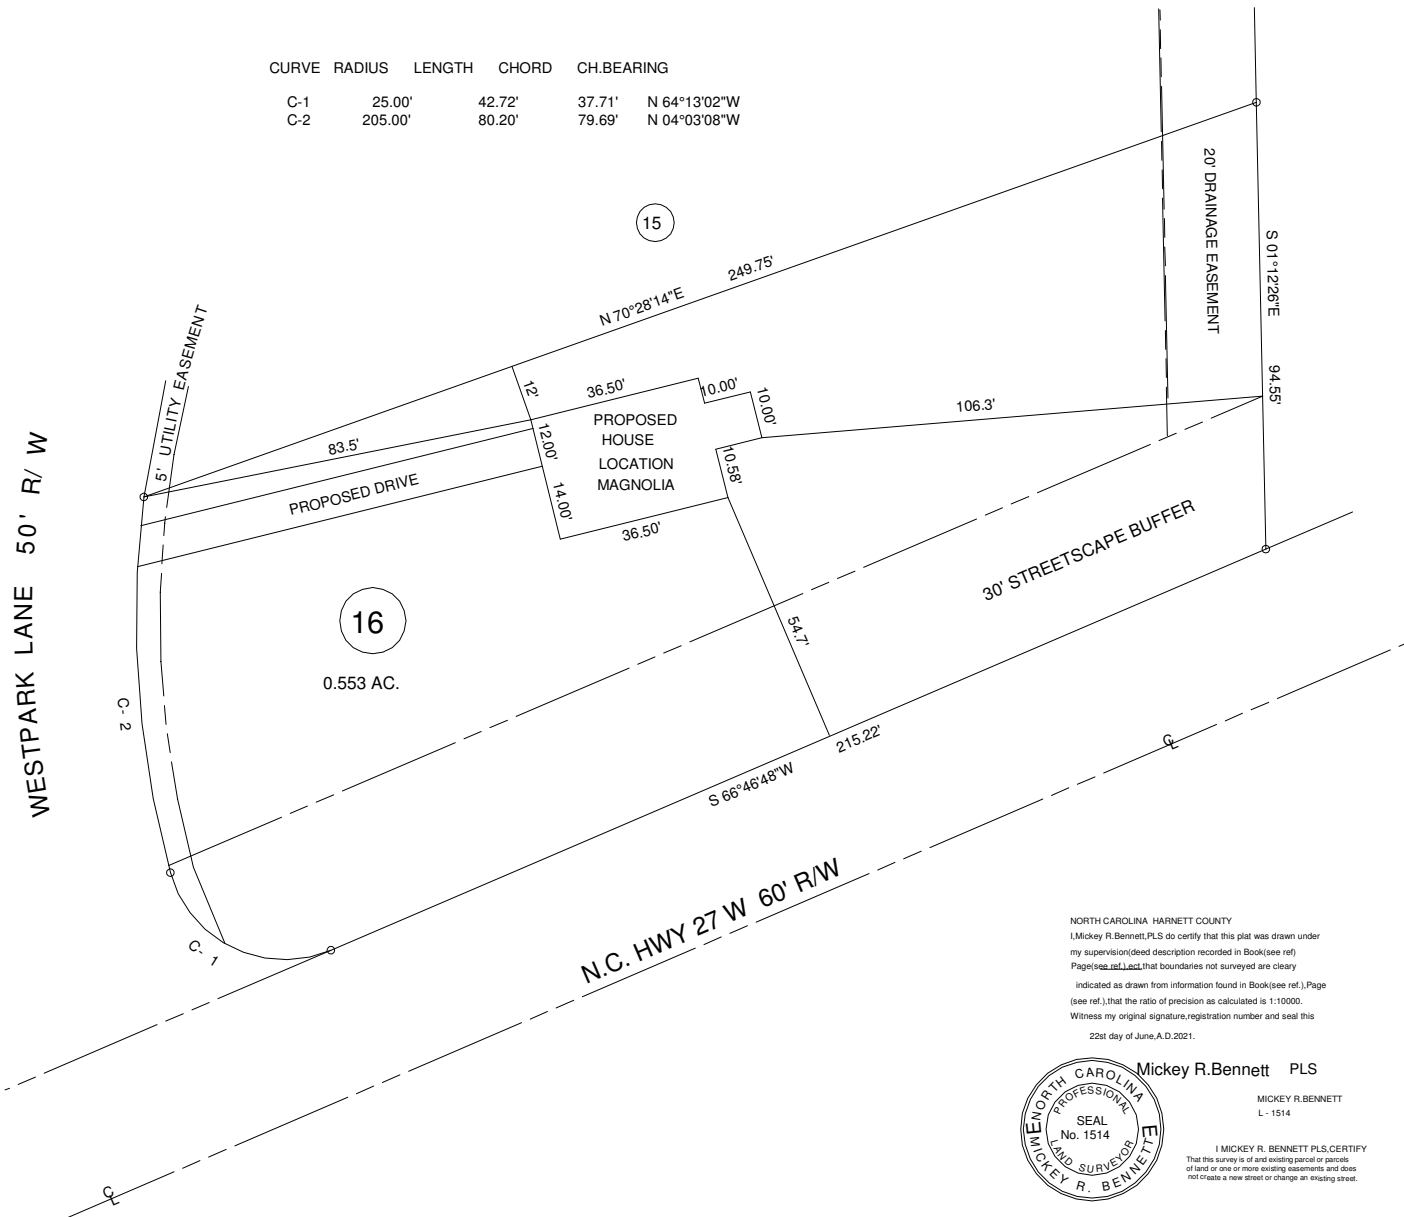 CURVE RADIUS LENGTH CHORD CH.BEARING
C-1 25.00' 42.72' 37.71' N 64°13'02"W
C-2 205.00' 80.20' 79.69' N 04°03'08"W
15
20' DRAINAGE EASEMENT
S 01°12'26"E
94.55'
N 70°28'14"E
249.75'
5' UTILITY EASEMENT
WESTPARK LANE 50' R/ W
12'
36.50'
10.00'
10.00'
83.5'
12.00'
PROPOSED
HOUSE
LOCATION
MAGNOLIA
10.58'
106.3'
PROPOSED DRIVE
14.00'
36.50'
30' STREETSCAPE BUFFER
16
0.553 AC.
54.7'
C- 2
215.22'
S 66°46'48"W
CL
N.C. HWY 27 W 60' R/W
C- 1
CL
NORTH CAROLINA HARNETT COUNTY
I,Mickey R.Bennett,PLS do certify that this plat was drawn under
my supervision(deed description recorded in Book(see ref)
Page(see ref.),ect,that boundaries not surveyed are cleary
indicated as drawn from information found in Book(see ref.),Page
(see ref.),that the ratio of precision as calculated is 1:10000.
Witness my original signature,registration number and seal this
22st day of June,A.D.2021.
Mickey R.Bennett PLS
MICKEY R.BENNETT
L - 1514
NORTH CAROLINA
PROFESSIONAL
SEAL
No. 1514
LAND SURVEYOR
MICKEY R. BENNETT
I MICKEY R. BENNETT PLS,CERTIFY
That this survey is of and existing parcel or parcels
of land or one or more existing easements and does
not create a new street or change an existing street.